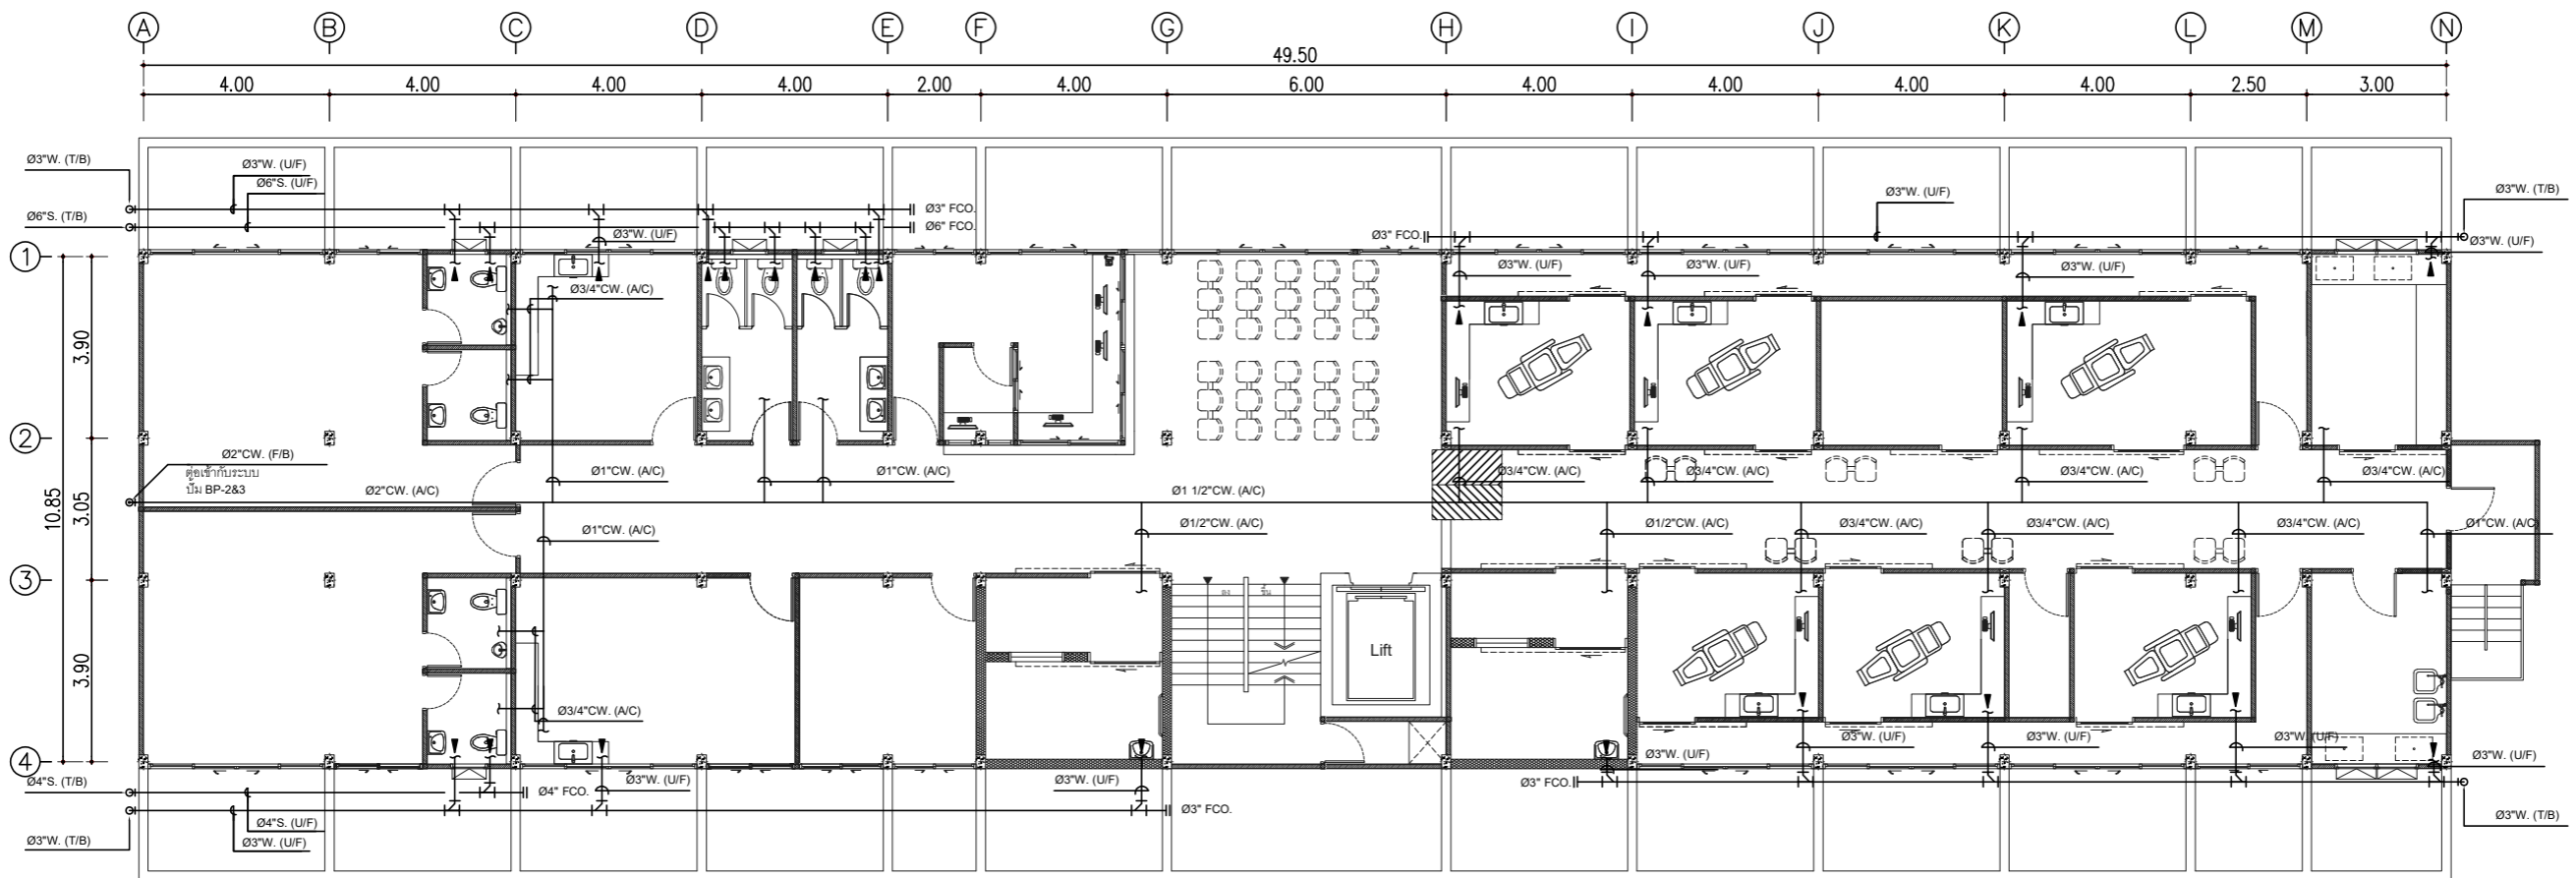 A B C D E F G H I J K L M N
49.50
4.00 4.00 4.00 4.00 2.00 4.00 6.00 4.00 4.00 4.00 4.00 2.50 3.00
Ø3"W. (T/B)
Ø3"W. (U/F)
Ø6"S. (U/F)
Ø3"W. (U/F)
Ø3"W. (T/B)
Ø6"S. (T/B)
Ø3" FCO.
Ø6" FCO.
Ø3"W. (U/F)
Ø3" FCO.
Ø3"W. (U/F)
1
Ø3"W. (U/F)
Ø3"W. (U/F)
Ø3"W. (U/F)
Ø3/4"CW. (A/C)
3.90
2
Ø2"CW. (F/B)
ต่อเข้ากับระบบ
ปั๊ม BP-2&3
Ø1"CW. (A/C)
Ø1"CW. (A/C)
Ø3/4"CW. (A/C)
Ø3/4"CW. (A/C)
Ø3/4"CW. (A/C)
Ø3/4"CW. (A/C)
Ø2"CW. (A/C)
Ø1 1/2"CW. (A/C)
10.85
3.05
Ø1"CW. (A/C)
Ø1/2"CW. (A/C)
Ø1/2"CW. (A/C)
Ø3/4"CW. (A/C)
Ø3/4"CW. (A/C)
Ø3/4"CW. (A/C)
Ø1"CW. (A/C)
3
Lift
3.90
Ø3/4"CW. (A/C)
4
Ø3"W. (U/F)
Ø3"W. (U/F)
Ø3"W. (U/F)
Ø3"W. (U/F)
Ø3"W. (U/F)
Ø4"S. (T/B)
Ø3"W. (U/F)
Ø3"W. (U/F)
Ø3" FCO.
Ø4" FCO.
Ø3" FCO.
Ø4"S. (U/F)
Ø3"W. (T/B)
Ø3"W. (U/F)
Ø3"W. (T/B)